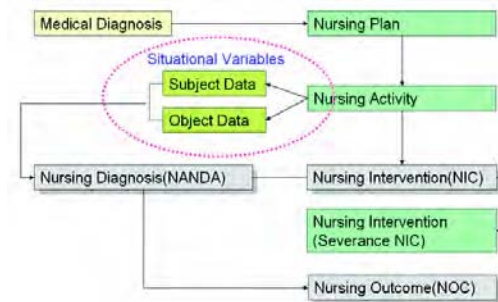 Medical Diagnosis
Nursing Plan
Situational Variables
Subject Data
Object Data
Nursing Activity
Nursing Diagnosis(NANDA)
Nursing Intervention(NIC)
Nursing Intervention
(Severance NIC)
Nursing Outcome(NOC)